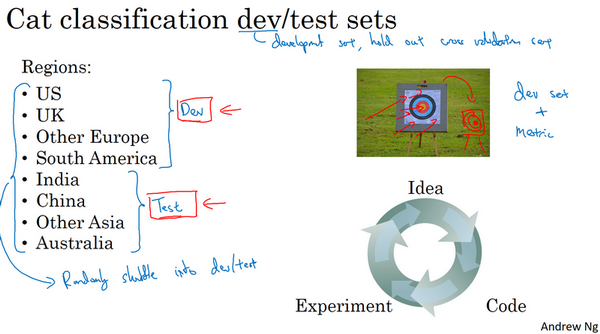 Cat classification dev/test sets
development set, hold out cross validation
Regions:
• US
• UK
• Other Europe
• South America
• India
• China
• Other Asia
• Australia
Dev
Test
Randomly shuffle into dev/test
dev set
+
metric
Idea
Code
Experiment
Andrew Ng